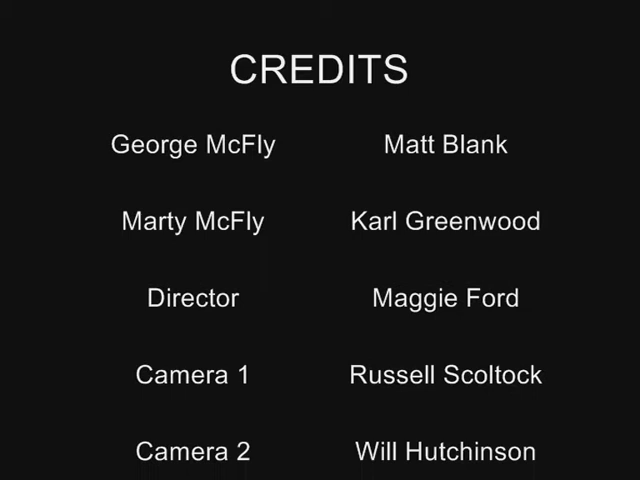 CREDITS
George McFly Matt Blank
Marty McFly Karl Greenwood
Director Maggie Ford
Camera 1 Russell Scoltock
Camera 2 Will Hutchinson